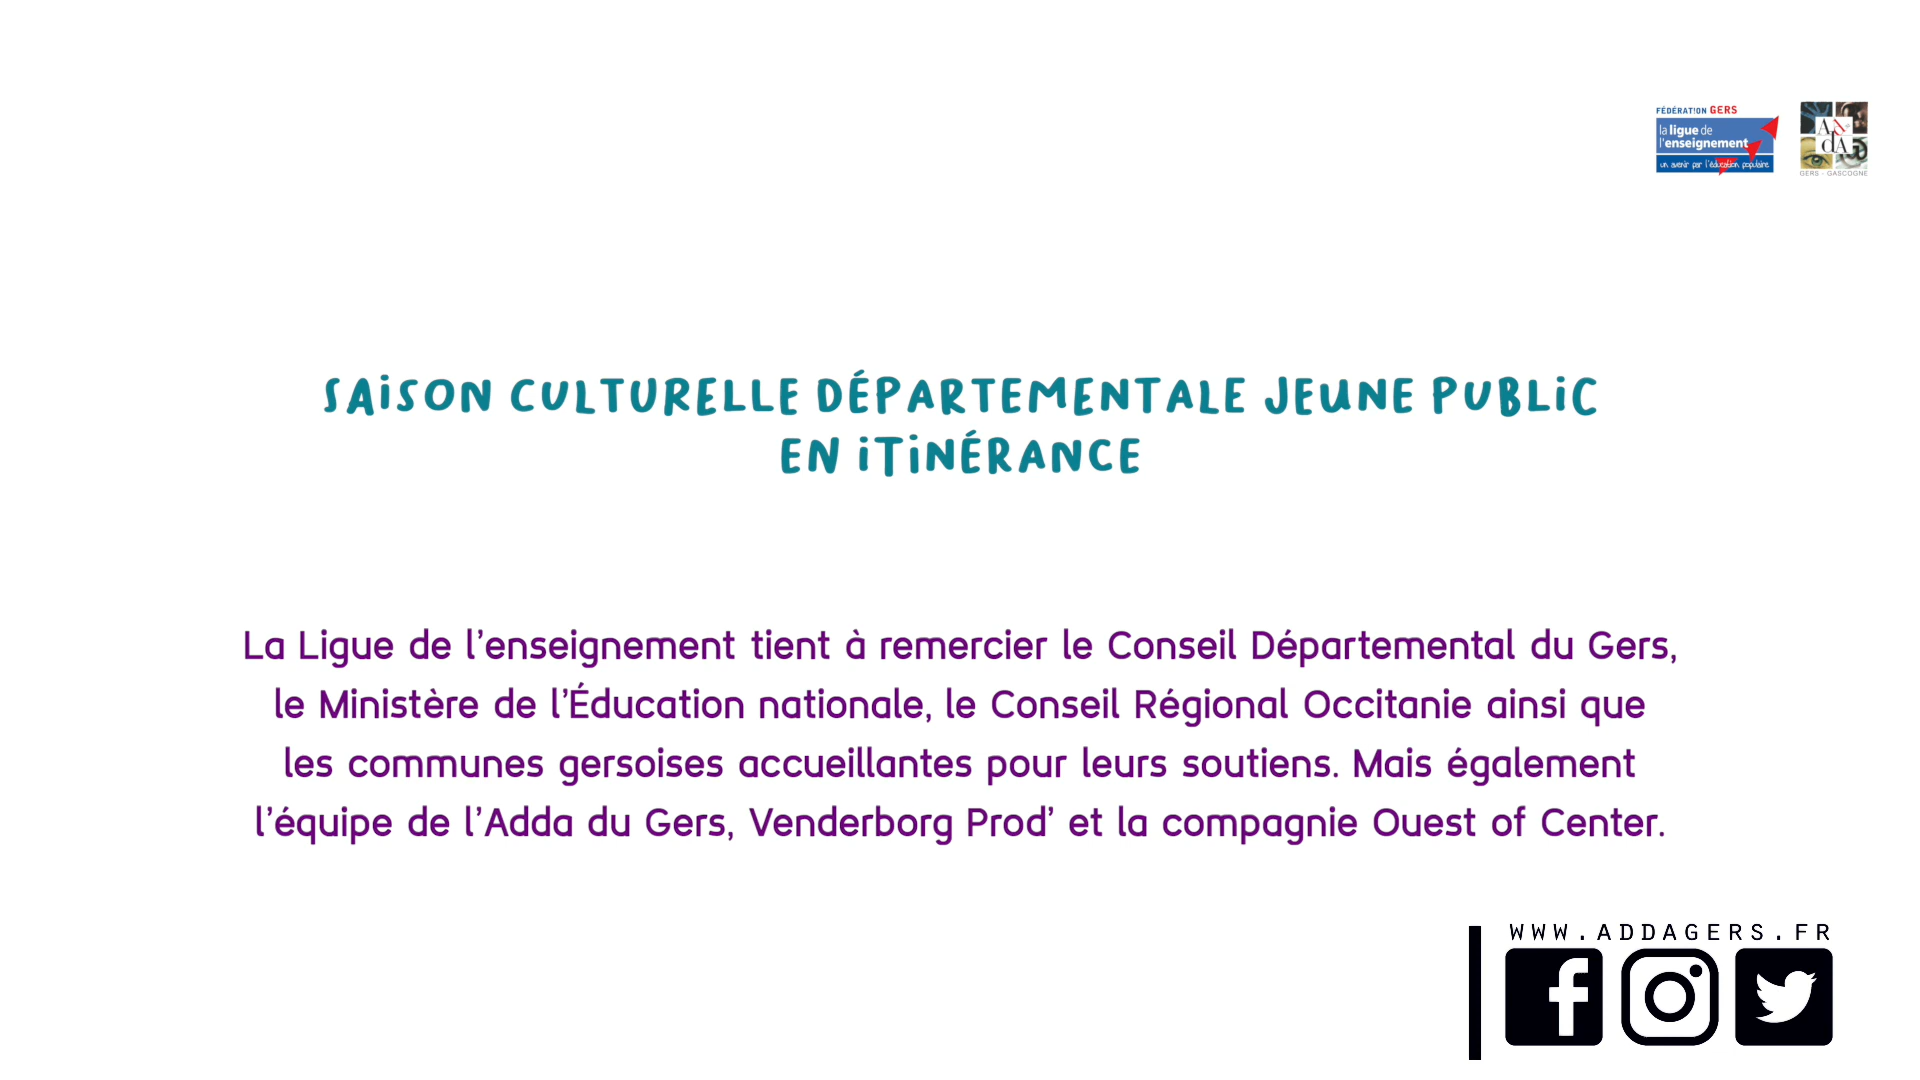 FÉDÉRATION GERS
la ligue de
l'enseignement
un avenir par l'éducation populaire
AddA
GERS - GASCOGNE
SAiSON CULTURELLE DÉPARTEMENTALE JEUNE PUBLiC
EN iTiNÉRANCE
La Ligue de l’enseignement tient à remercier le Conseil Départemental du Gers,
le Ministère de l’Éducation nationale, le Conseil Régional Occitanie ainsi que
les communes gersoises accueillantes pour leurs soutiens. Mais également
l’équipe de l’Adda du Gers, Venderborg Prod’ et la compagnie Ouest of Center.
WWW.ADDAGERS.FR